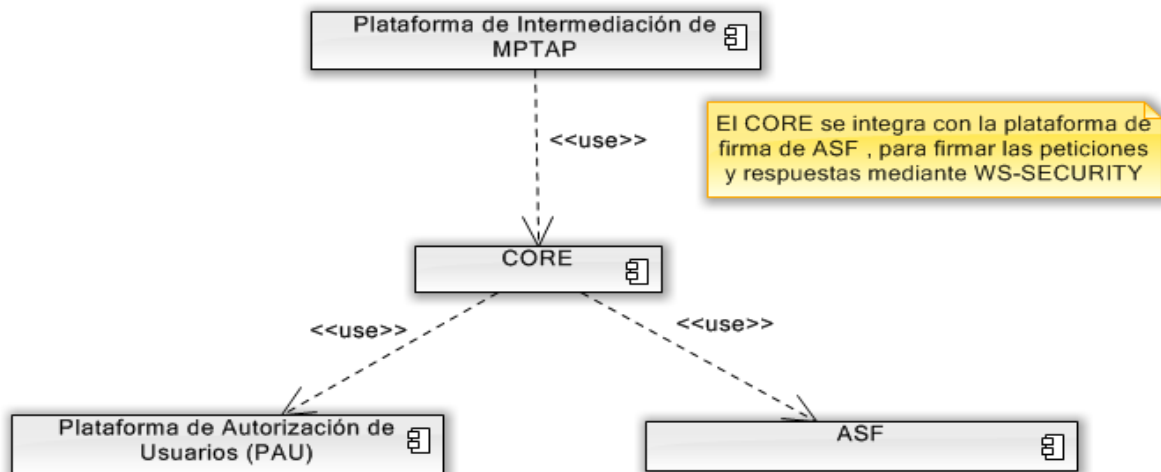 Plataforma de Intermediación de
MPTAP
<<use>>
El CORE se integra con la plataforma de
firma de ASF , para firmar las peticiones
y respuestas mediante WS-SECURITY
CORE
<<use>>
<<use>>
Plataforma de Autorización de
Usuarios (PAU)
ASF